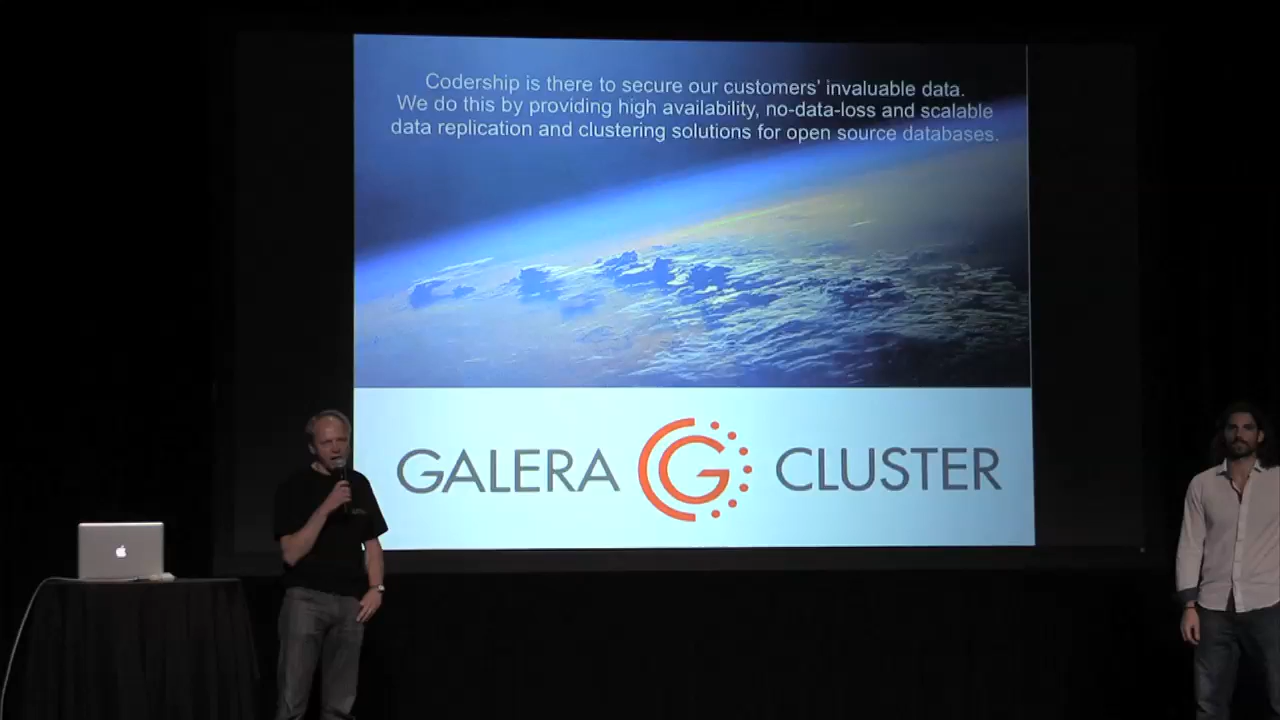 Codership is there to secure our customers' invaluable data.
We do this by providing high availability, no-data-loss and scalable
data replication and clustering solutions for open source databases.
GALERA CLUSTER